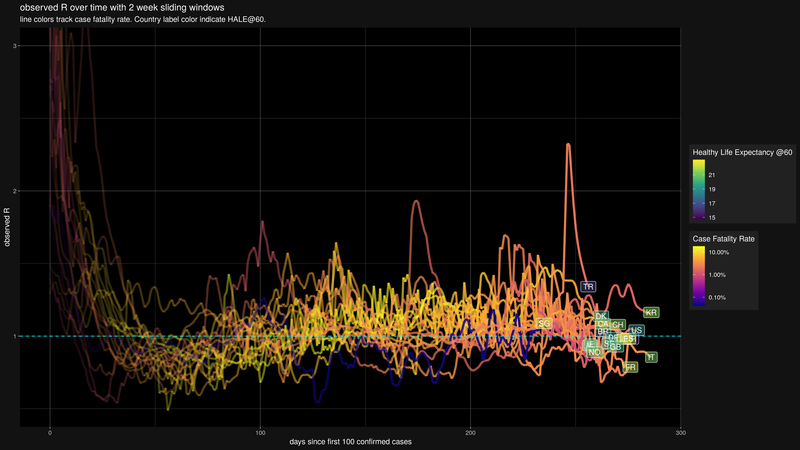 observed R over time with 2 week sliding windows
line colors track case fatality rate. Country label color indicate HALE@60.
3
2
1
observed R
0
100
200
300
days since first 100 confirmed cases
TR
KR
DK
SG
CA
CH
US
ES
NO
GB
IT
FR
Healthy Life Expectancy @60
21
19
17
15
Case Fatality Rate
10.00%
1.00%
0.10%